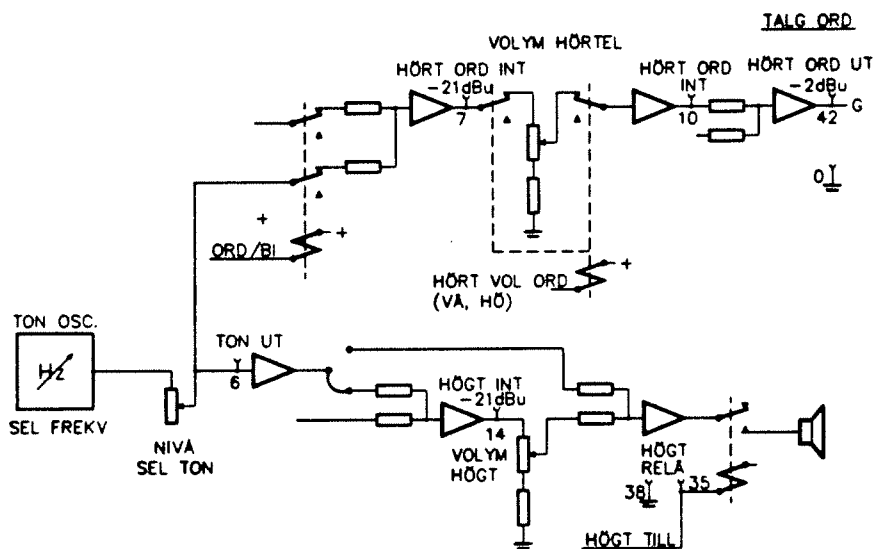 TALG ORD
VOLYM HÖRTEL
HÖRT ORD INT
-21dBu
7
HÖRT ORD
INT
10
HÖRT ORD UT
-2dBu
42
G
0
+
+
ORD/BI
HÖRT VOL ORD
(VÄ, HÖ)
+
TON OSC.
Hz
SEL FREKV
NIVÅ
SEL TON
TON UT
6
HÖGT INT
-21dBu
14
VOLYM
HÖGT
HÖGT
RELÄ
38
35
HÖGT TILL